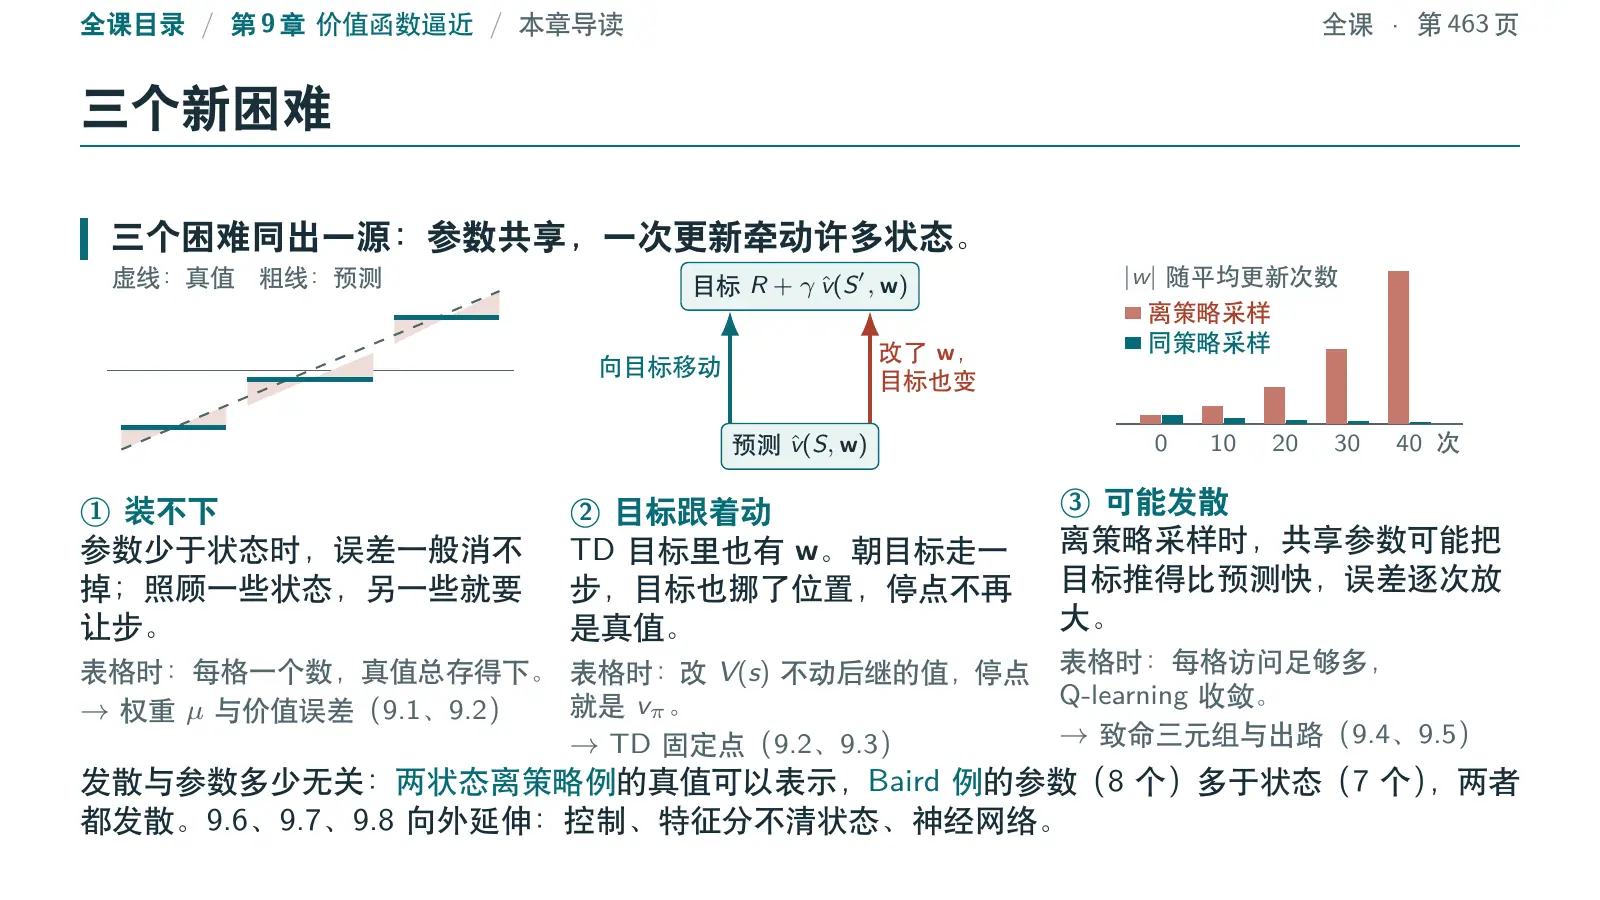 全课目录 / 第 9 章 价值函数逼近 / 本章导读
全课 · 第 463 页
三个新困难
三个困难同出一源：参数共享，一次更新牵动许多状态。
虚线：真值 粗线：预测
目标 R + γ v̂(S′, w)
向目标移动
改了 w，
目标也变
预测 v̂(S, w)
|w| 随平均更新次数
离策略采样
同策略采样
0 10 20 30 40 次
① 装不下
参数少于状态时，误差一般消不
掉；照顾一些状态，另一些就要
让步。
表格时：每格一个数，真值总存得下。
→ 权重 μ 与价值误差（9.1、9.2）
② 目标跟着动
TD 目标里也有 w。朝目标走一
步，目标也挪了位置，停点不再
是真值。
表格时：改 V(s) 不动后继的值，停点
就是 vπ。
→ TD 固定点（9.2、9.3）
③ 可能发散
离策略采样时，共享参数可能把
目标推得比预测快，误差逐次放
大。
表格时：每格访问足够多，
Q-learning 收敛。
→ 致命三元组与出路（9.4、9.5）
发散与参数多少无关：两状态离策略例的真值可以表示，Baird 例的参数（8 个）多于状态（7 个），两者
都发散。9.6、9.7、9.8 向外延伸：控制、特征分不清状态、神经网络。